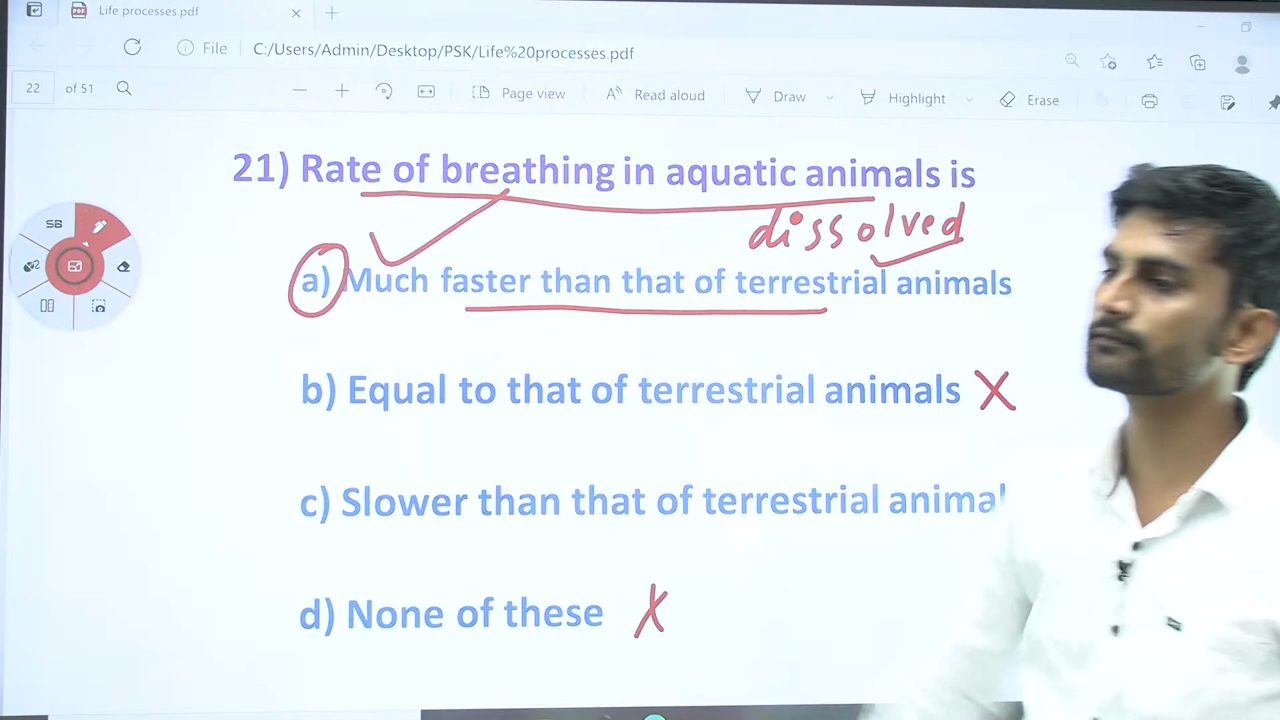 Life processes.pdf
File C:/Users/Admin/Desktop/PSK/Life%20processes.pdf
22 of 51 Page view Read aloud Draw Highlight Erase
21) Rate of breathing in aquatic animals is
dissolved
SB
a) Much faster than that of terrestrial animals
b) Equal to that of terrestrial animals X
c) Slower than that of terrestrial animal
d) None of these X